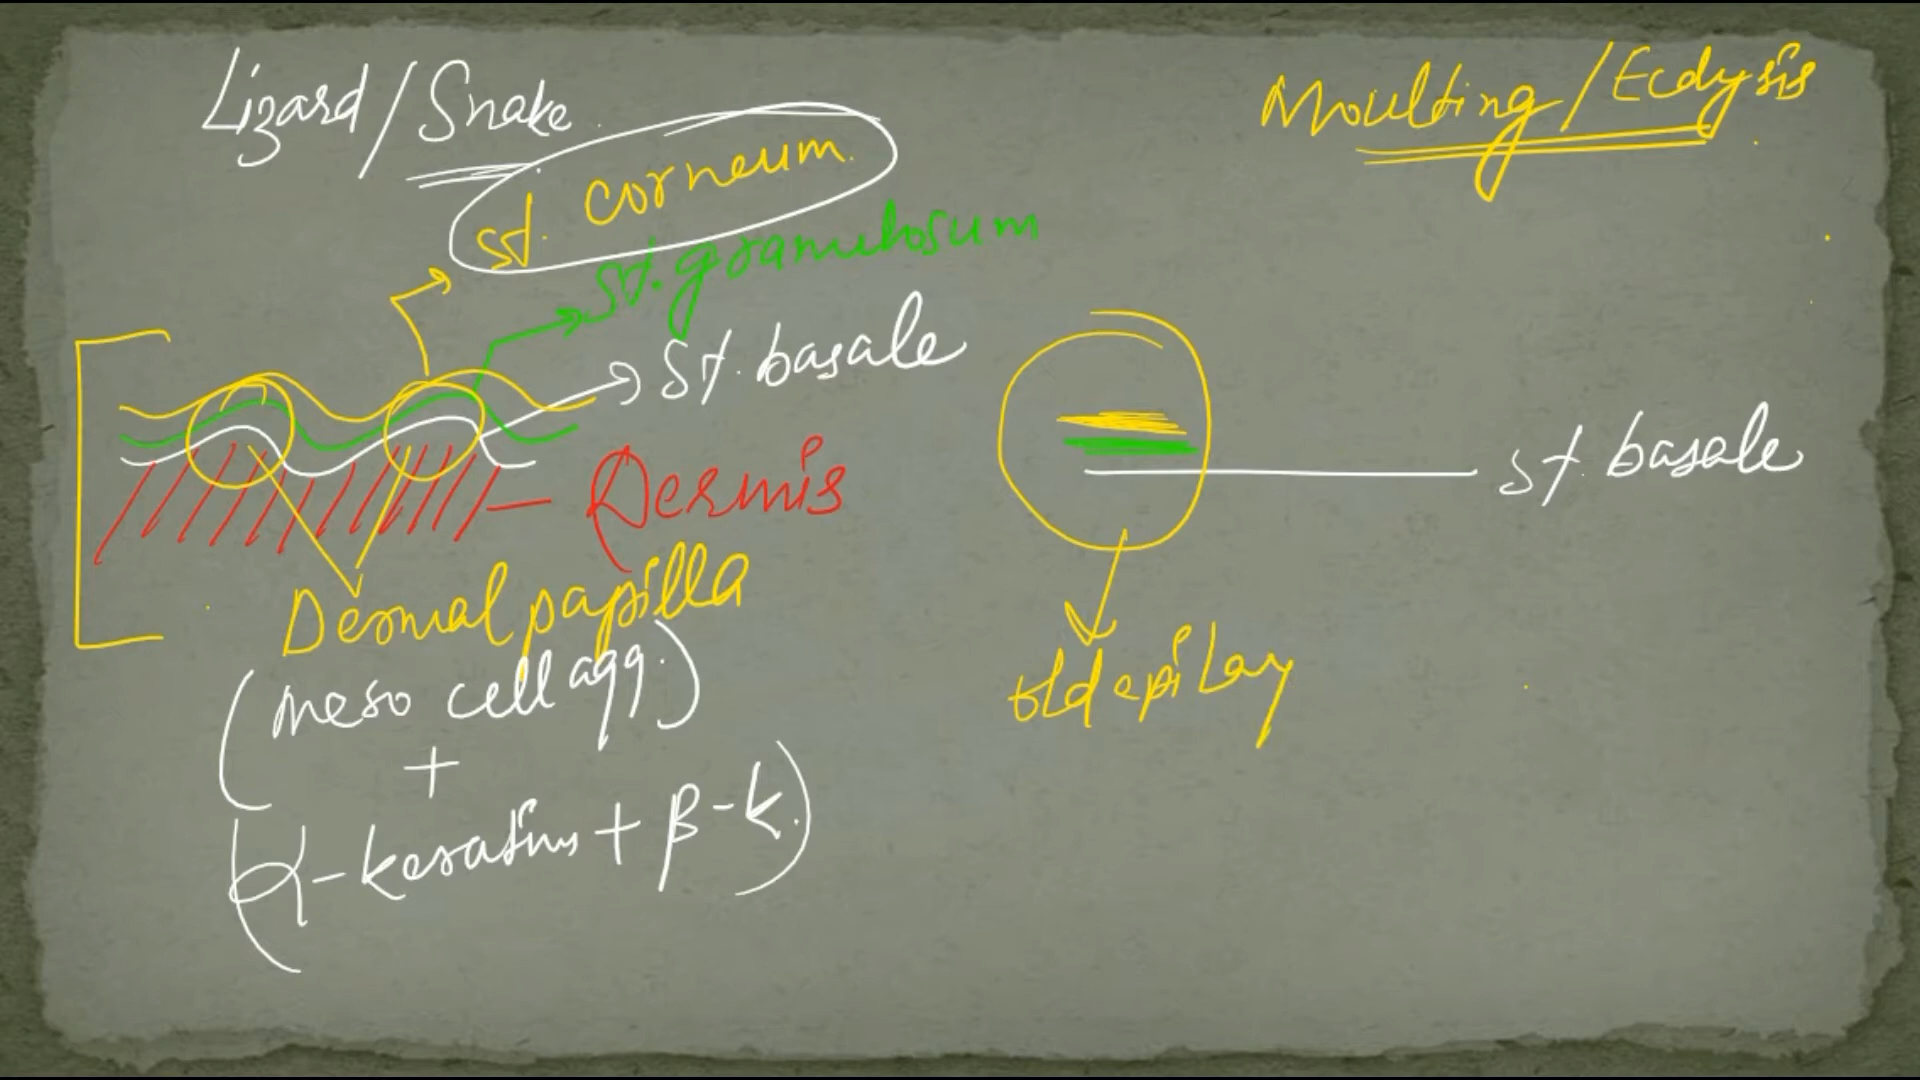 Lizard/Snake
st. corneum
st. granulosum
st. basale
Dermis
Dermal papilla
(meso cell agg.)
+
(α-keratins + β-k.)
Moulting/Ecdysis
st. basale
old epi Lay